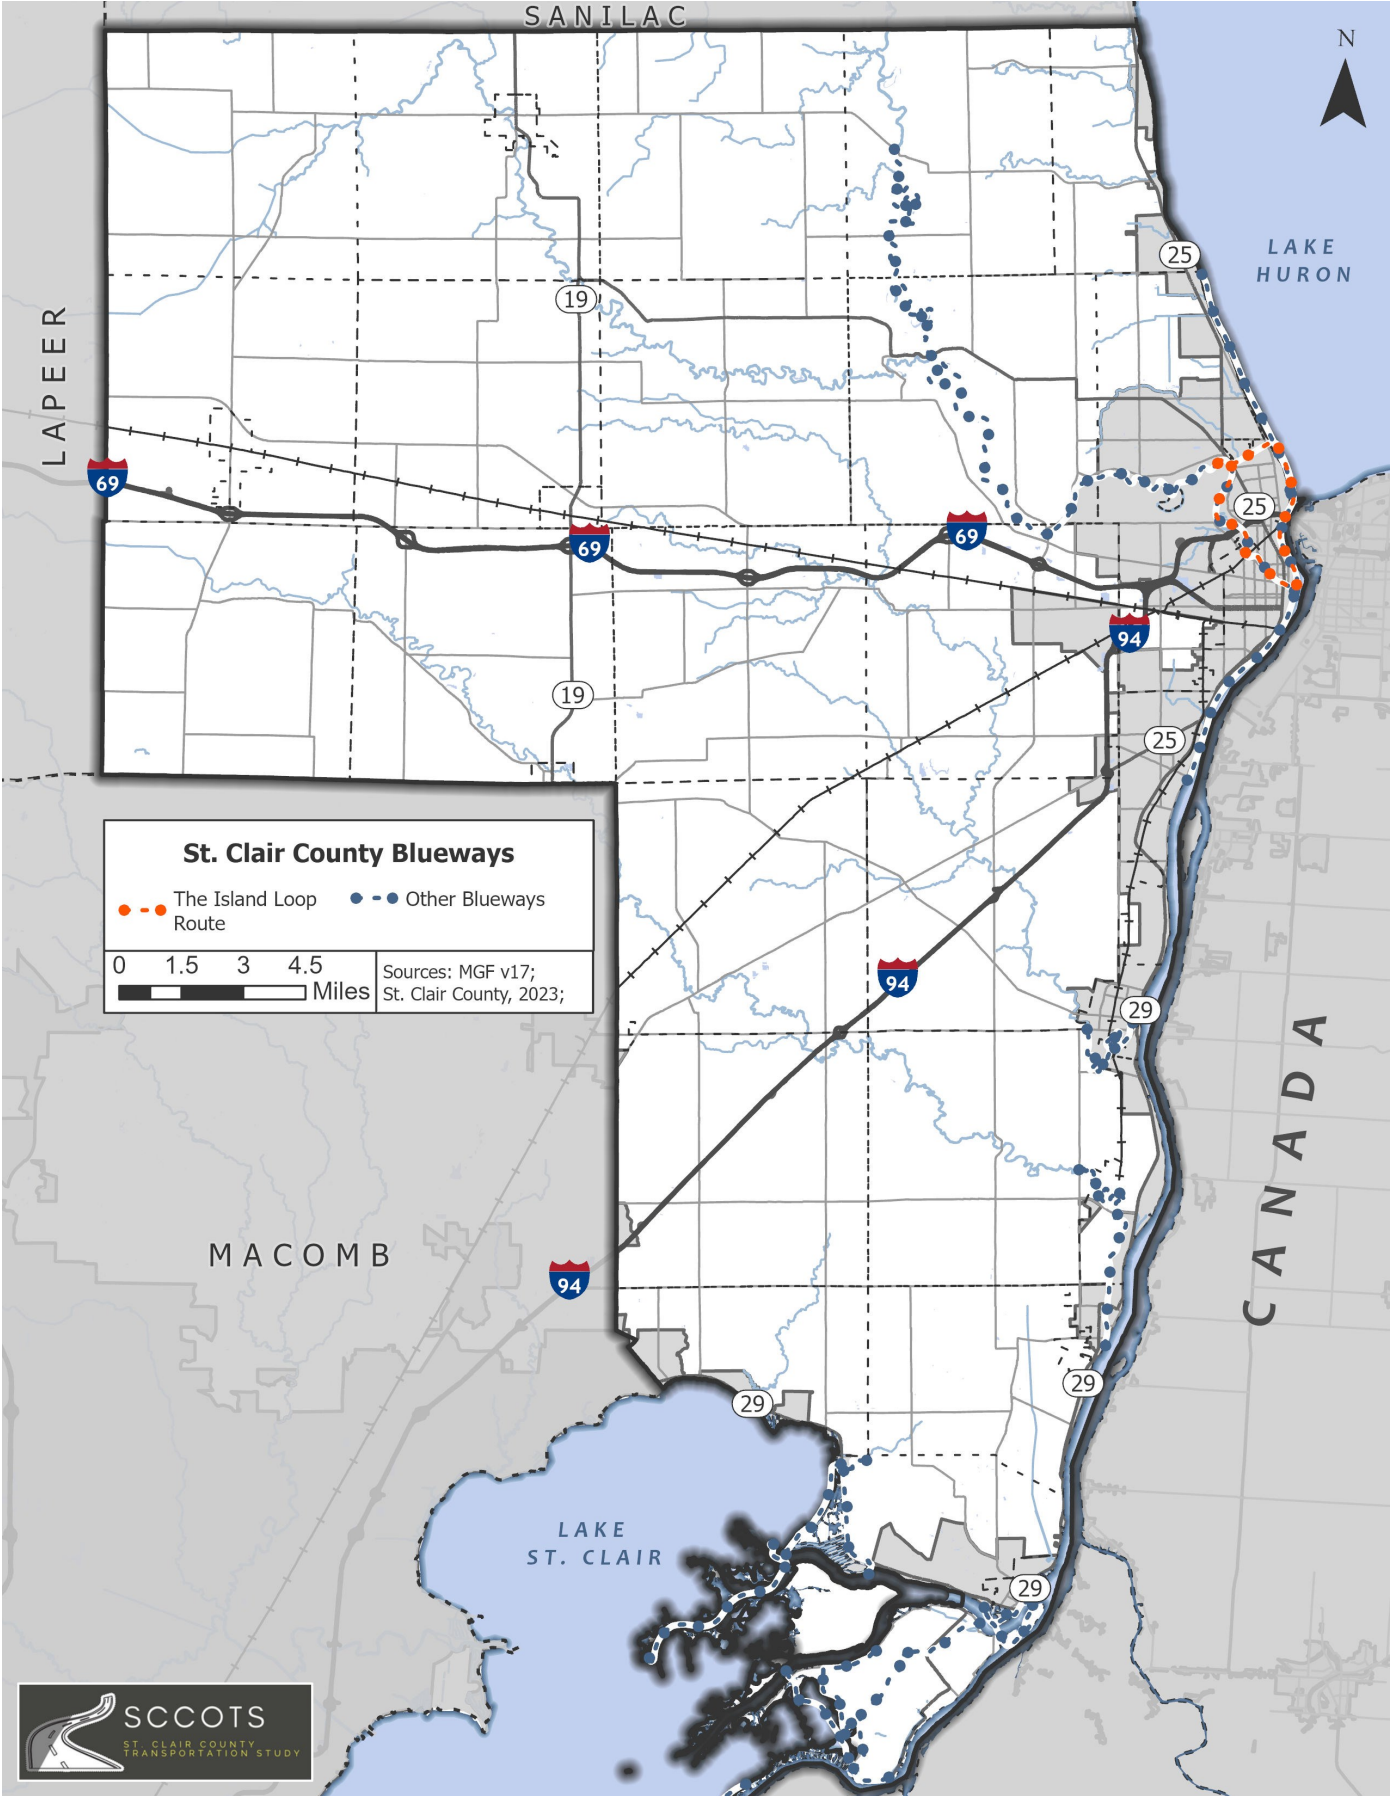 SANILAC
N
25
LAKE
HURON
19
LAPEER
69
25
69
69
94
19
25
St. Clair County Blueways
The Island Loop
Route
Other Blueways
0 1.5 3 4.5
Miles
Sources: MGF v17;
St. Clair County, 2023;
94
29
CANADA
MACOMB
94
29
29
LAKE
ST. CLAIR
29
SCCOTS
ST. CLAIR COUNTY
TRANSPORTATION STUDY